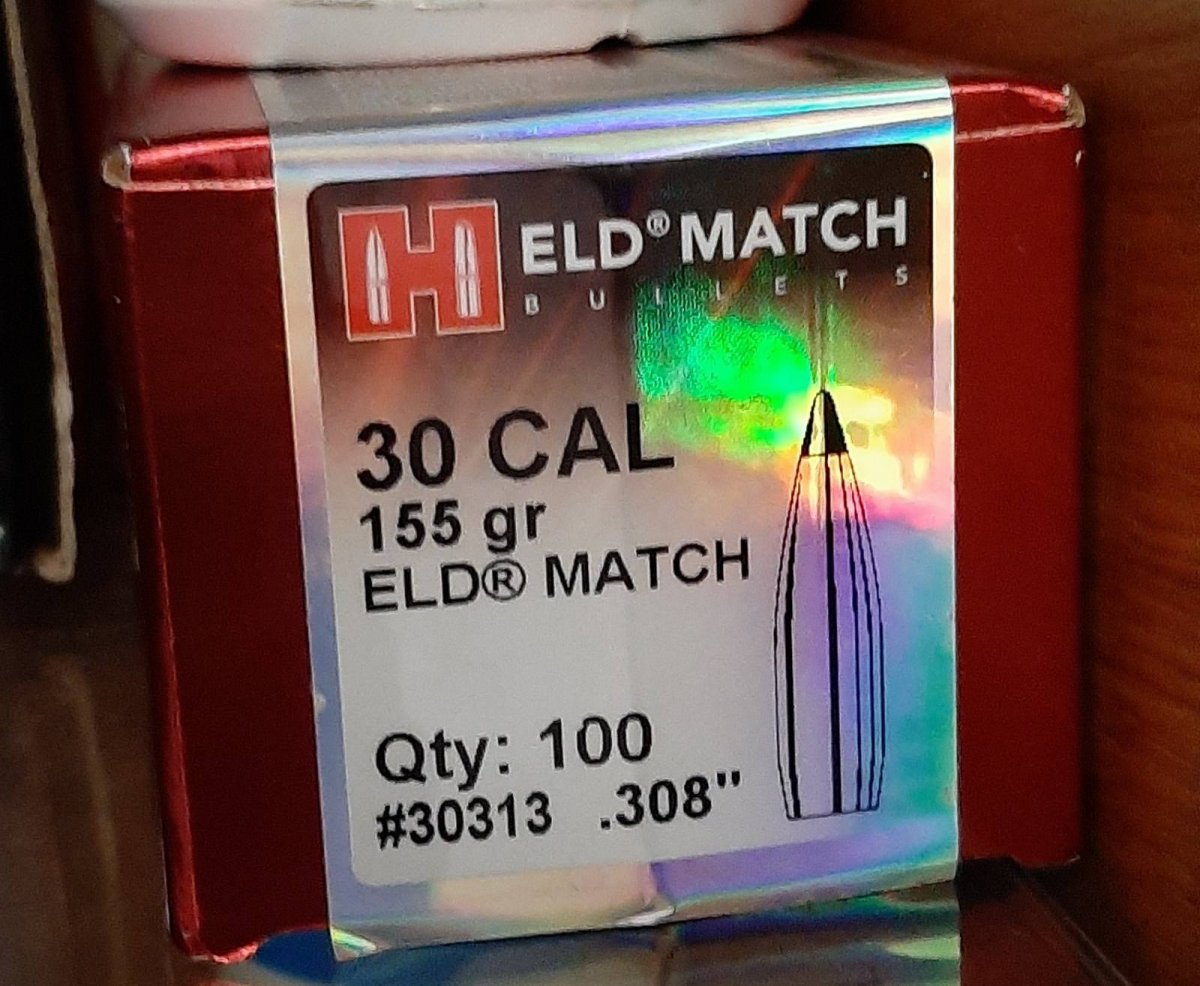 H ELD® MATCH
BULLETS
30 CAL
155 gr
ELD® MATCH
Qty: 100
#30313 .308"